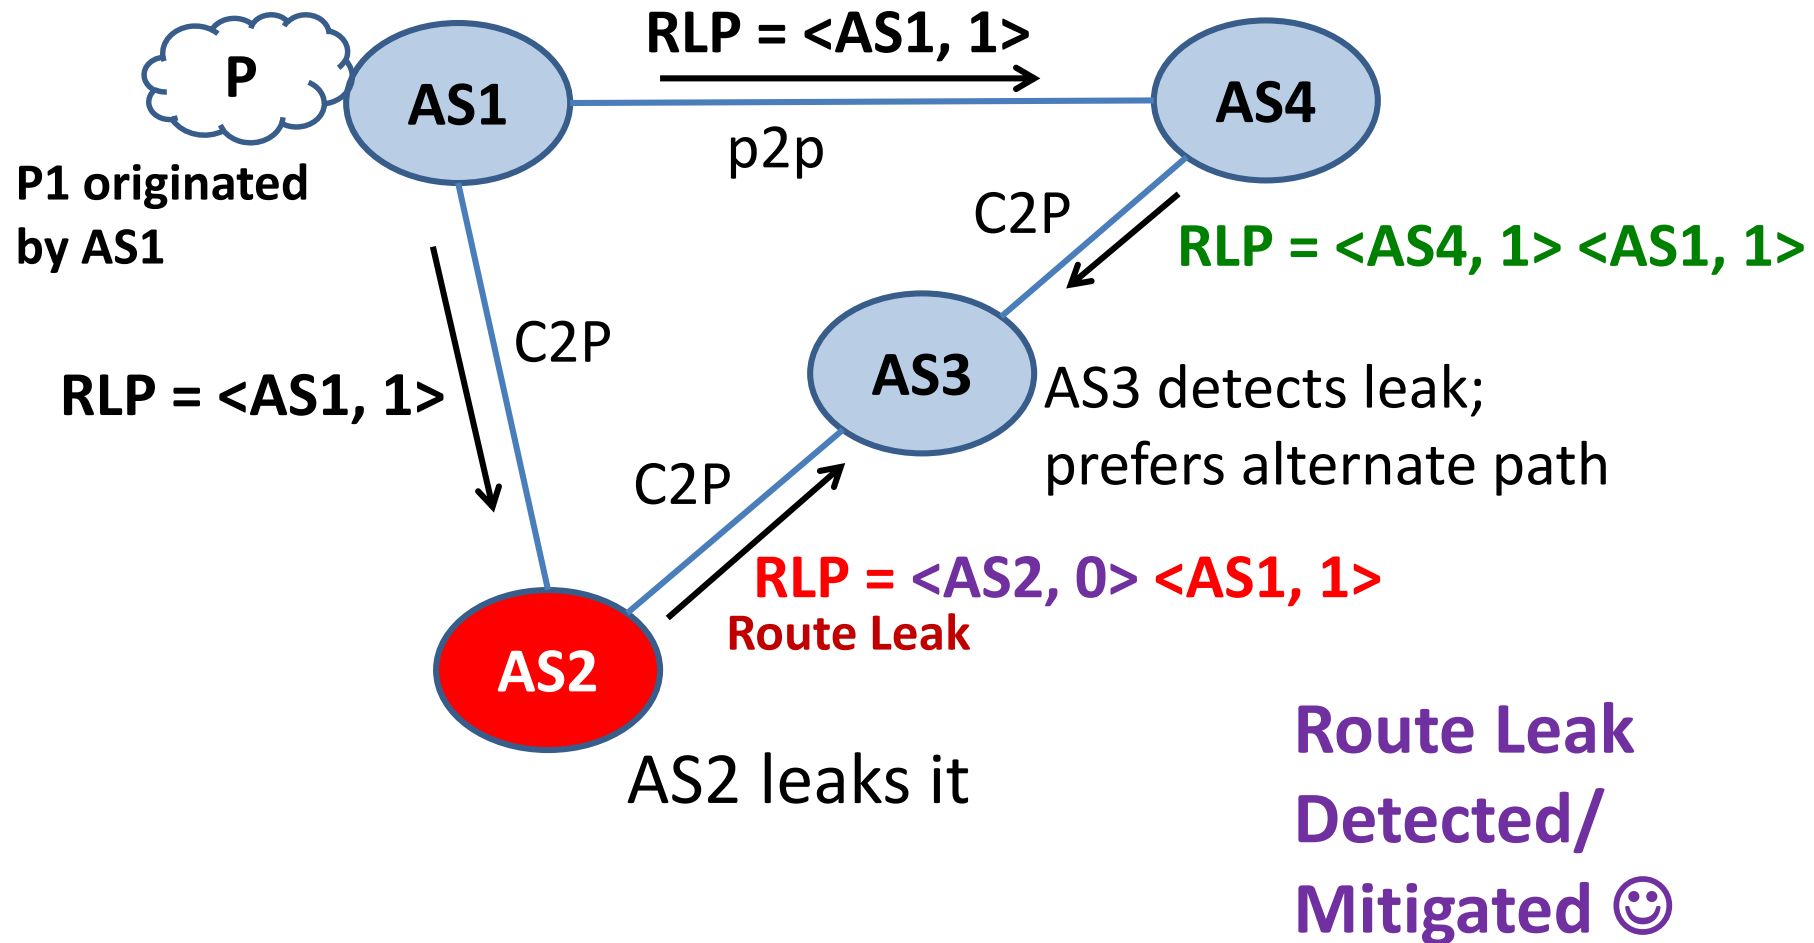 RLP = <AS1, 1>
P
AS1
AS4
p2p
P1 originated
by AS1
C2P
RLP = <AS4, 1> <AS1, 1>
C2P
RLP = <AS1, 1>
AS3
AS3 detects leak;
prefers alternate path
C2P
RLP = <AS2, 0> <AS1, 1>
Route Leak
AS2
AS2 leaks it
Route Leak
Detected/
Mitigated ☺